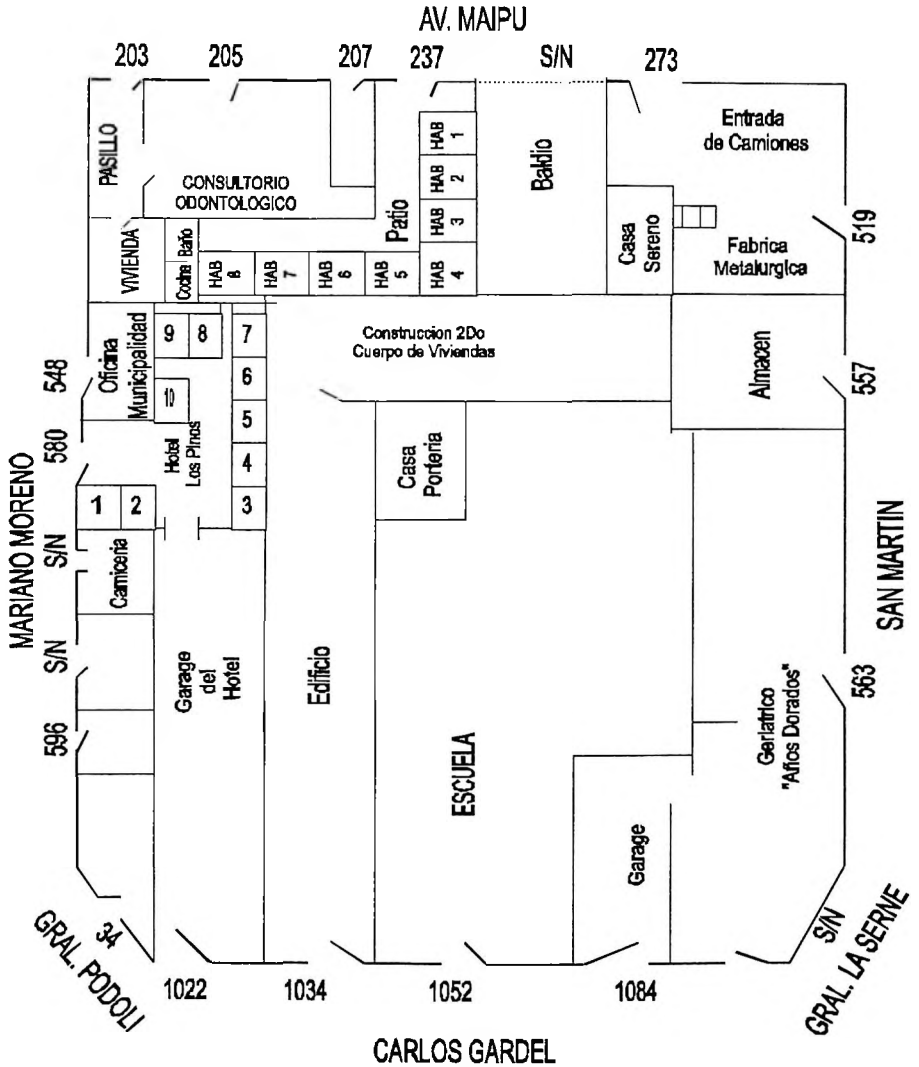 AV. MAIPU
203
205
207
237
S/N
273
PASILLO
CONSULTORIO
ODONTOLOGICO
HAB
1
HAB
2
HAB
3
HAB
4
Patio
Baldio
Entrada
de Camiones
Casa
Sereno
Fabrica
Metalurgica
519
VIVIENDA
Cocina
Baño
HAB
8
HAB
7
HAB
6
HAB
5
Oficina
Municipalidad
9
8
10
7
6
5
4
3
Construccion 2Do
Cuerpo de Viviendas
Almacen
557
548
580
Hotel
Los Pinos
1
2
Casa
Porteria
MARIANO MORENO
S/N
Carniceria
S/N
596
Garage
del
Hotel
Edificio
ESCUELA
Garage
Geriatrico
"Años Dorados"
563
SAN MARTIN
34
GRAL. PODOLI
1022
1034
1052
1084
S/N
GRAL. LA SERNE
CARLOS GARDEL